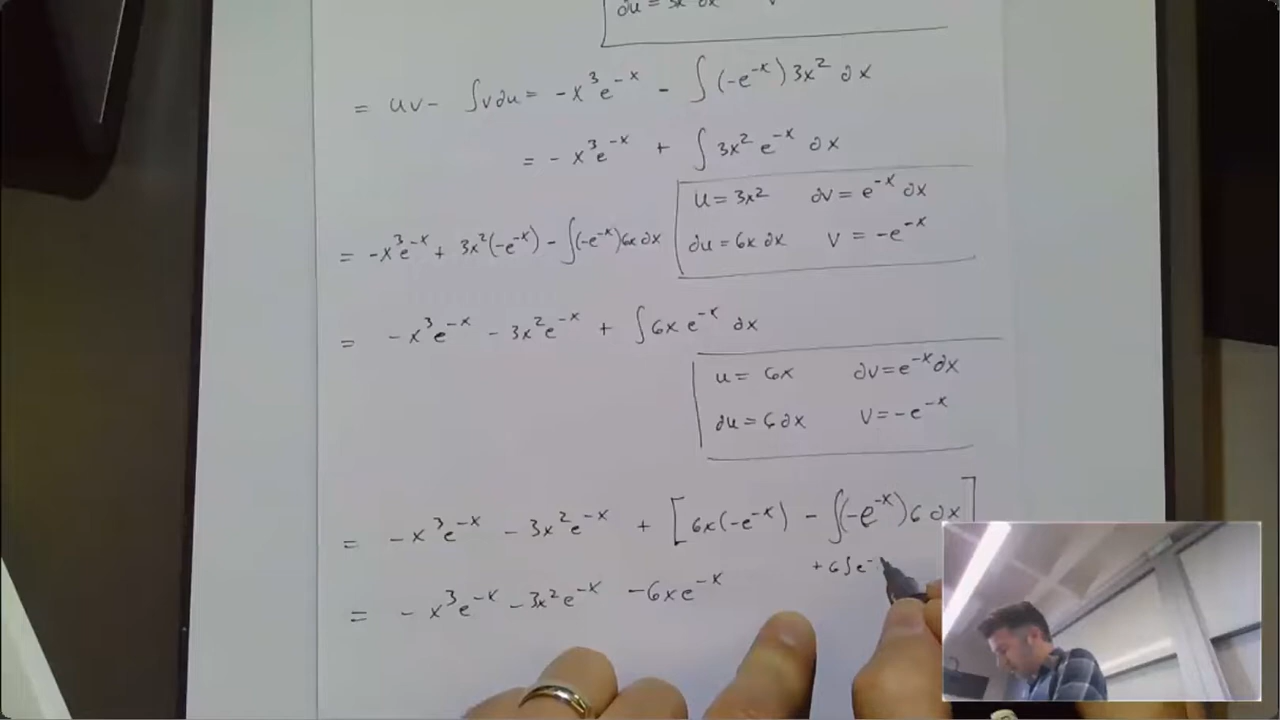 du = 3x² dx v
= uv - ∫v du = -x³e^{-x} - ∫(-e^{-x}) 3x² dx
= -x³e^{-x} + ∫3x² e^{-x} dx
u = 3x² dv = e^{-x} dx
= -x³e^{-x} + 3x²(-e^{-x}) - ∫(-e^{-x}) 6x dx du = 6x dx v = -e^{-x}
= -x³e^{-x} - 3x²e^{-x} + ∫6x e^{-x} dx
u = 6x dv = e^{-x} dx
du = 6 dx v = -e^{-x}
= -x³e^{-x} - 3x²e^{-x} + [6x(-e^{-x}) - ∫(-e^{-x}) 6 dx]
+ 6∫e^-
= -x³e^{-x} - 3x²e^{-x} - 6xe^{-x}